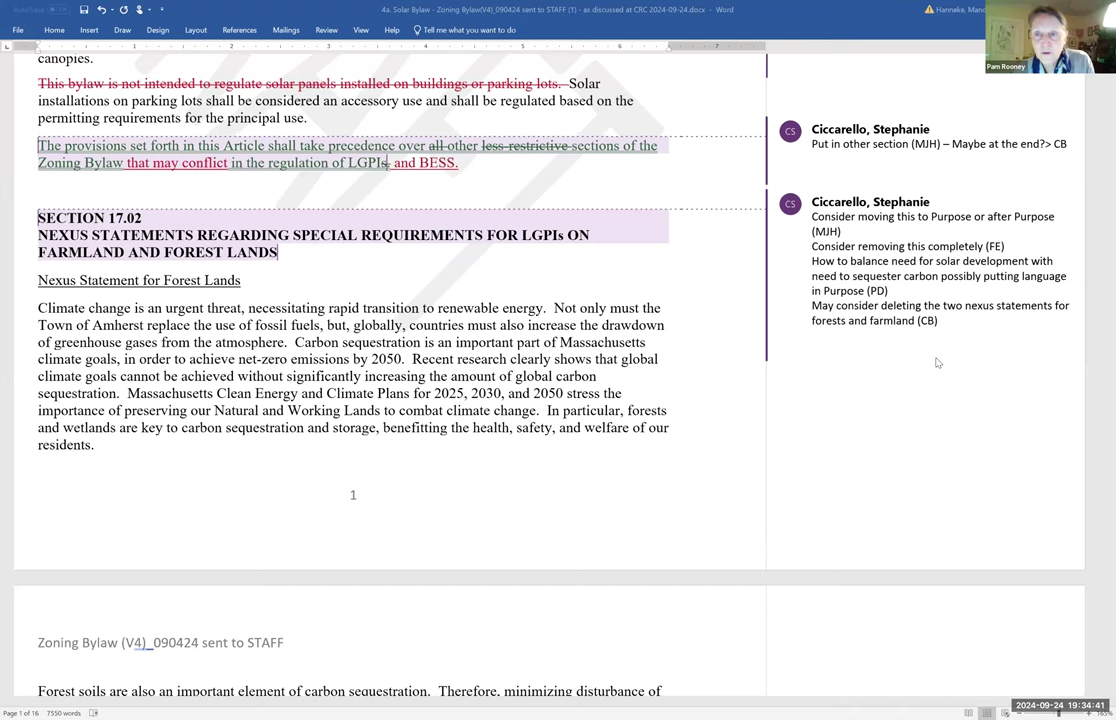 4a. Solar Bylaw - Zoning Bylaw(V4)_090424 sent to STAFF (1) - as discussed at CRC 2024-09-24.docx - Word
File Home Insert Draw Design Layout References Mailings Review View Help Tell me what you want to do
Pam Rooney
canopies.
This bylaw is not intended to regulate solar panels installed on buildings or parking lots. Solar
installations on parking lots shall be considered an accessory use and shall be regulated based on the
permitting requirements for the principal use.
The provisions set forth in this Article shall take precedence over all other less restrictive sections of the
Zoning Bylaw that may conflict in the regulation of LGPIs. and BESS.
SECTION 17.02
NEXUS STATEMENTS REGARDING SPECIAL REQUIREMENTS FOR LGPIs ON
FARMLAND AND FOREST LANDS
Nexus Statement for Forest Lands
Climate change is an urgent threat, necessitating rapid transition to renewable energy. Not only must the
Town of Amherst replace the use of fossil fuels, but, globally, countries must also increase the drawdown
of greenhouse gases from the atmosphere. Carbon sequestration is an important part of Massachusetts
climate goals, in order to achieve net-zero emissions by 2050. Recent research clearly shows that global
climate goals cannot be achieved without significantly increasing the amount of global carbon
sequestration. Massachusetts Clean Energy and Climate Plans for 2025, 2030, and 2050 stress the
importance of preserving our Natural and Working Lands to combat climate change. In particular, forests
and wetlands are key to carbon sequestration and storage, benefitting the health, safety, and welfare of our
residents.
1
Zoning Bylaw (V4)_090424 sent to STAFF
Forest soils are also an important element of carbon sequestration. Therefore, minimizing disturbance of
CS
Ciccarello, Stephanie
Put in other section (MJH) – Maybe at the end?> CB
CS
Ciccarello, Stephanie
Consider moving this to Purpose or after Purpose
(MJH)
Consider removing this completely (FE)
How to balance need for solar development with
need to sequester carbon possibly putting language
in Purpose (PD)
May consider deleting the two nexus statements for
forests and farmland (CB)
Page 1 of 16 7550 words
2024-09-24 19:34:41